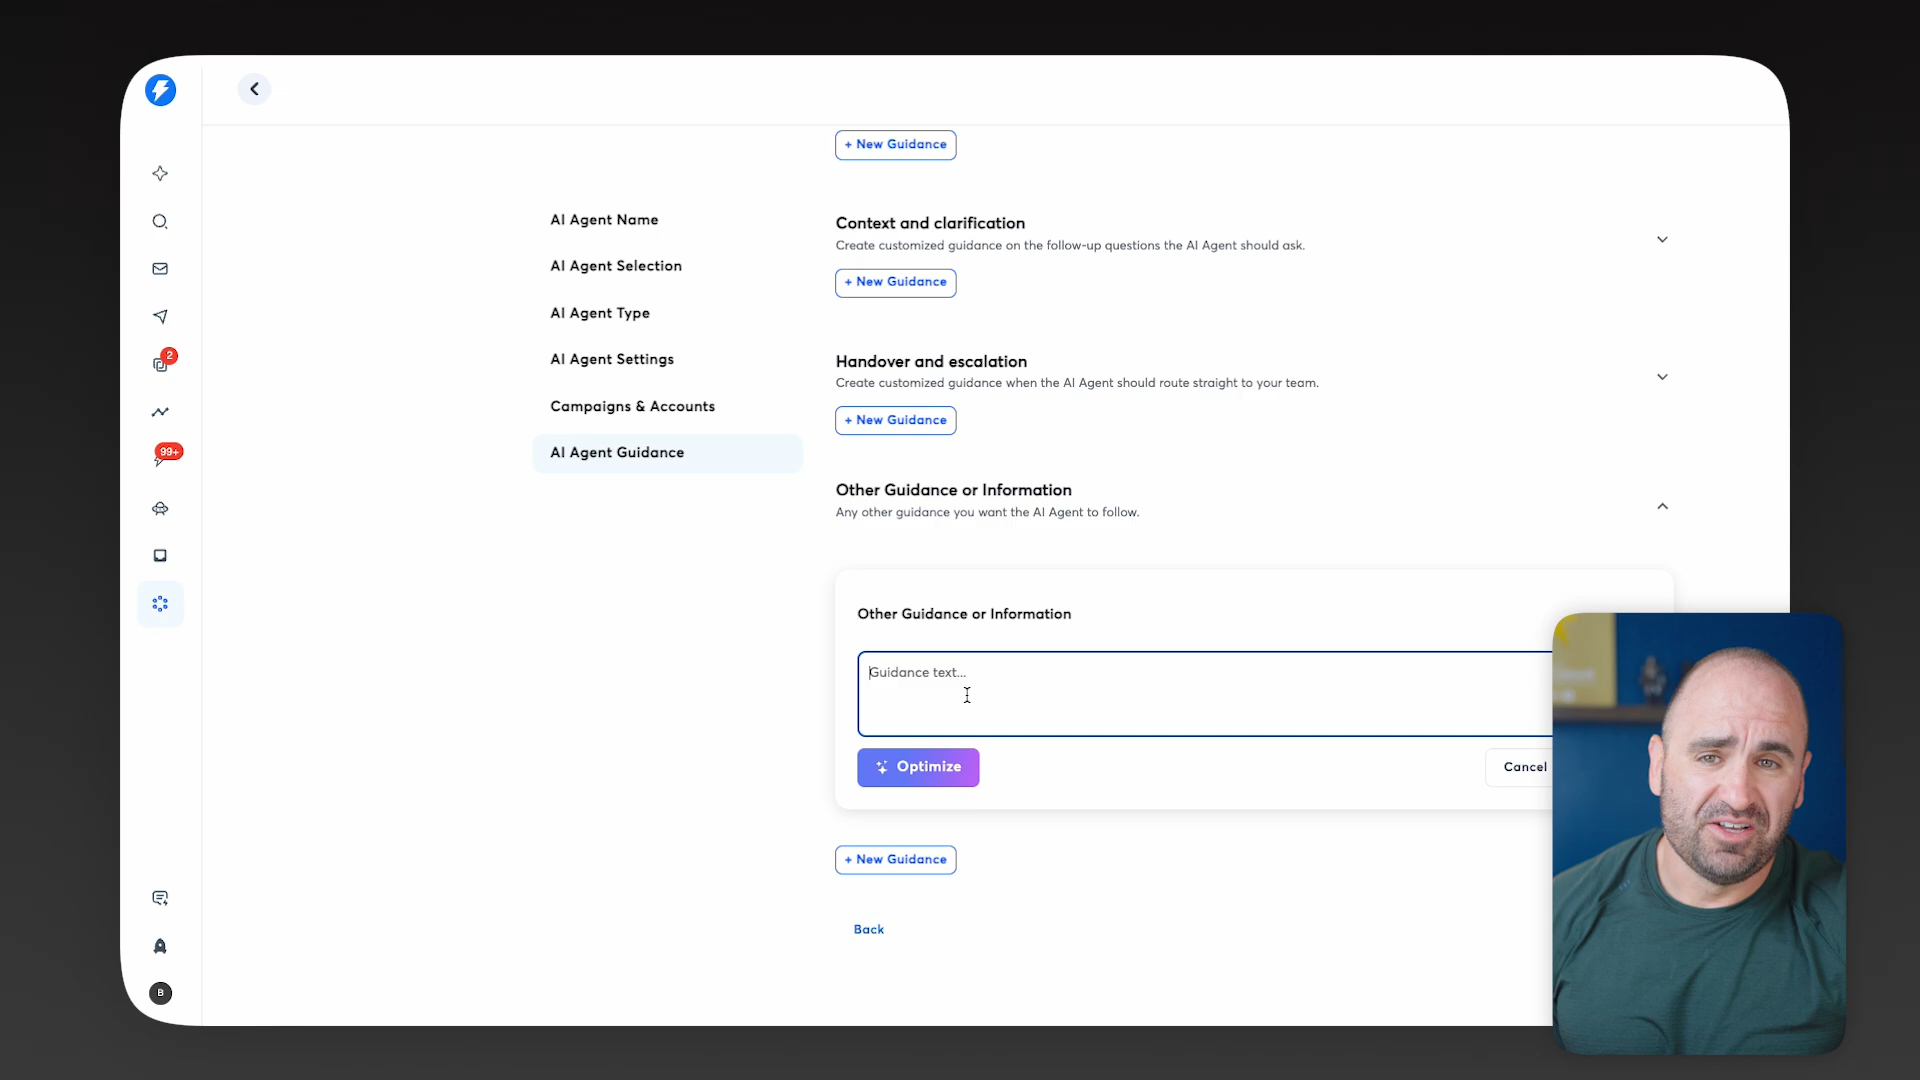 + New Guidance
AI Agent Name
AI Agent Selection
AI Agent Type
AI Agent Settings
Campaigns & Accounts
AI Agent Guidance
Context and clarification
Create customized guidance on the follow-up questions the AI Agent should ask.
+ New Guidance
Handover and escalation
Create customized guidance when the AI Agent should route straight to your team.
+ New Guidance
Other Guidance or Information
Any other guidance you want the AI Agent to follow.
Other Guidance or Information
Guidance text...
Optimize
Cancel
+ New Guidance
Back
2
99+
B